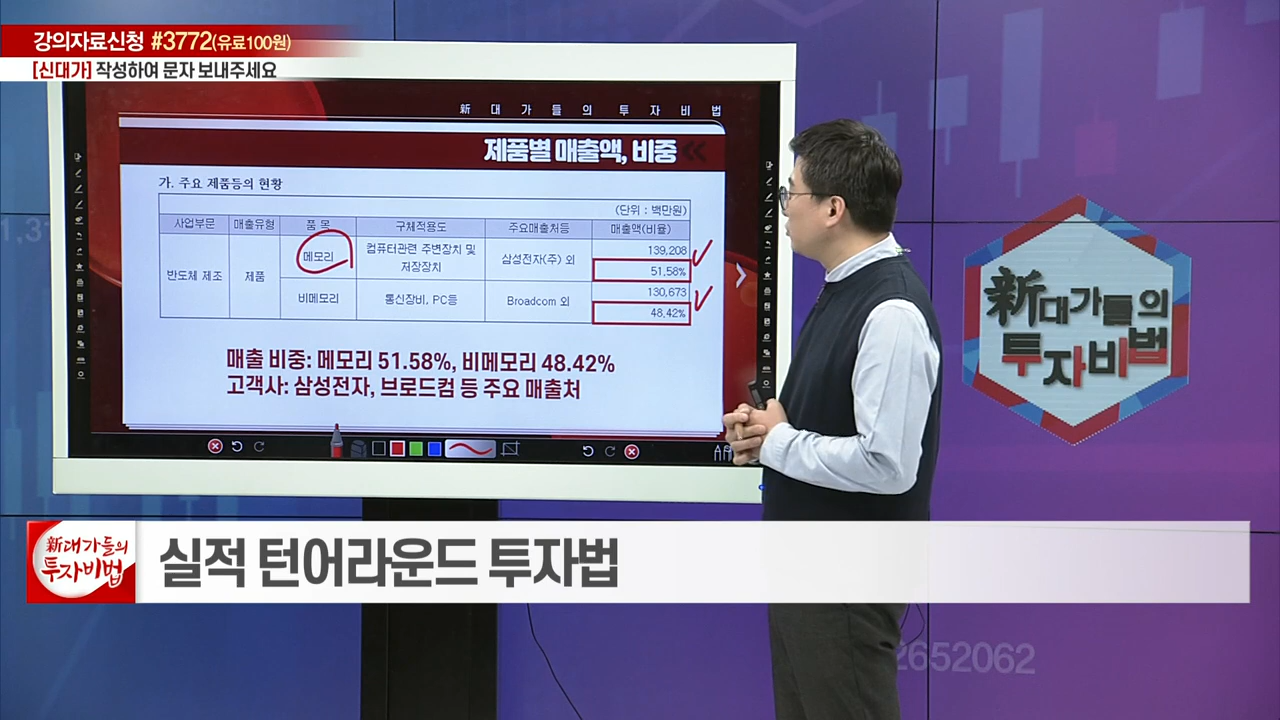 강의자료신청 #3772(유료100원)
[신대가] 작성하여 문자 보내주세요
新 대 가 들 의 투 자 비 법
제품별 매출액, 비중
가. 주요 제품등의 현황
(단위 : 백만원)
사업부문 매출유형 품 목 구체적용도 주요매출처등 매출액(비율)
반도체 제조 제품 메모리 컴퓨터관련 주변장치 및 저장장치 삼성전자(주) 외 139,208
51.58%
비메모리 통신장비, PC등 Broadcom 외 130,673
48.42%
매출 비중: 메모리 51.58%, 비메모리 48.42%
고객사: 삼성전자, 브로드컴 등 주요 매출처
新대가들의
투자비법
新대가들의
투자비법
실적 턴어라운드 투자법
2652062